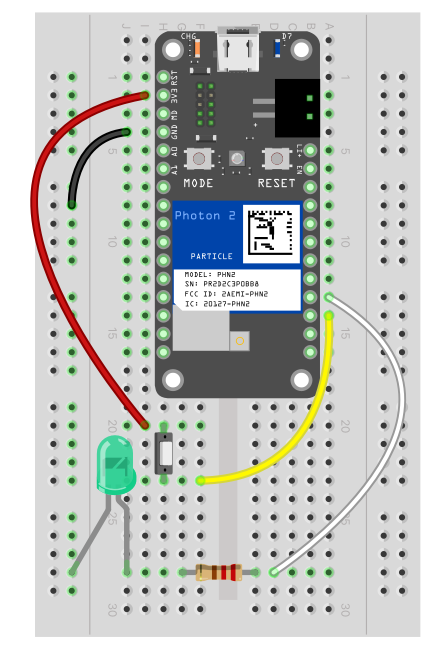 J I H G F E D C B A
CHG D7
RST
3V3
MD
GND
A0
A1
LI+
EN
MODE RESET
Photon 2
PARTICLE
MODEL: PHN2
SN: PR2D2C3PO8B8
FCC ID: 2AEMI-PHN2
IC: 20127-PHN2
1 1
5 5
10 10
15 15
20 20
25 25
30 30